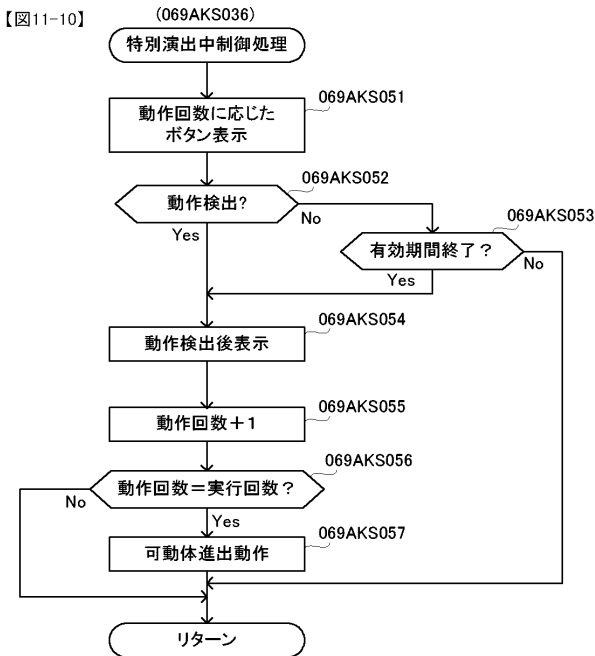 【図11-10】
(069AKS036)
特別演出中制御処理
069AKS051
動作回数に応じた
ボタン表示
069AKS052
動作検出?
No
Yes
069AKS053
有効期間終了？
No
Yes
069AKS054
動作検出後表示
069AKS055
動作回数＋1
069AKS056
動作回数＝実行回数？
No
Yes
069AKS057
可動体進出動作
リターン